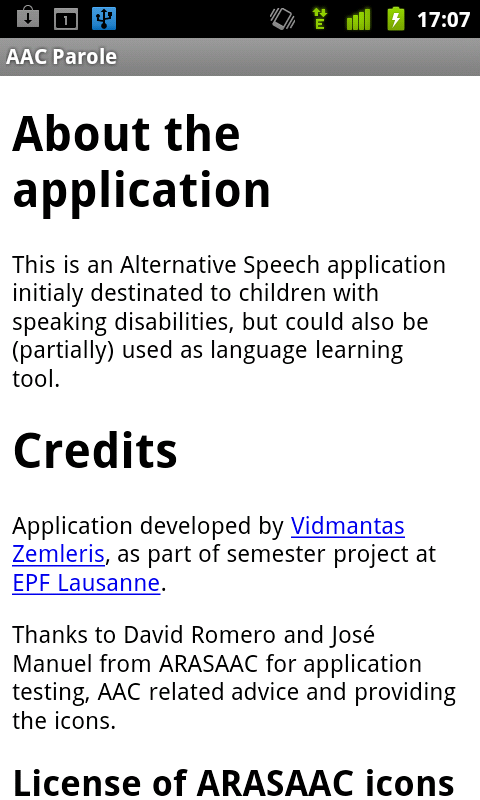 1
E
17:07
AAC Parole
About the
application
This is an Alternative Speech application
initialy destinated to children with
speaking disabilities, but could also be
(partially) used as language learning
tool.
Credits
Application developed by Vidmantas
Zemleris, as part of semester project at
EPF Lausanne.
Thanks to David Romero and José
Manuel from ARASAAC for application
testing, AAC related advice and providing
the icons.
License of ARASAAC icons